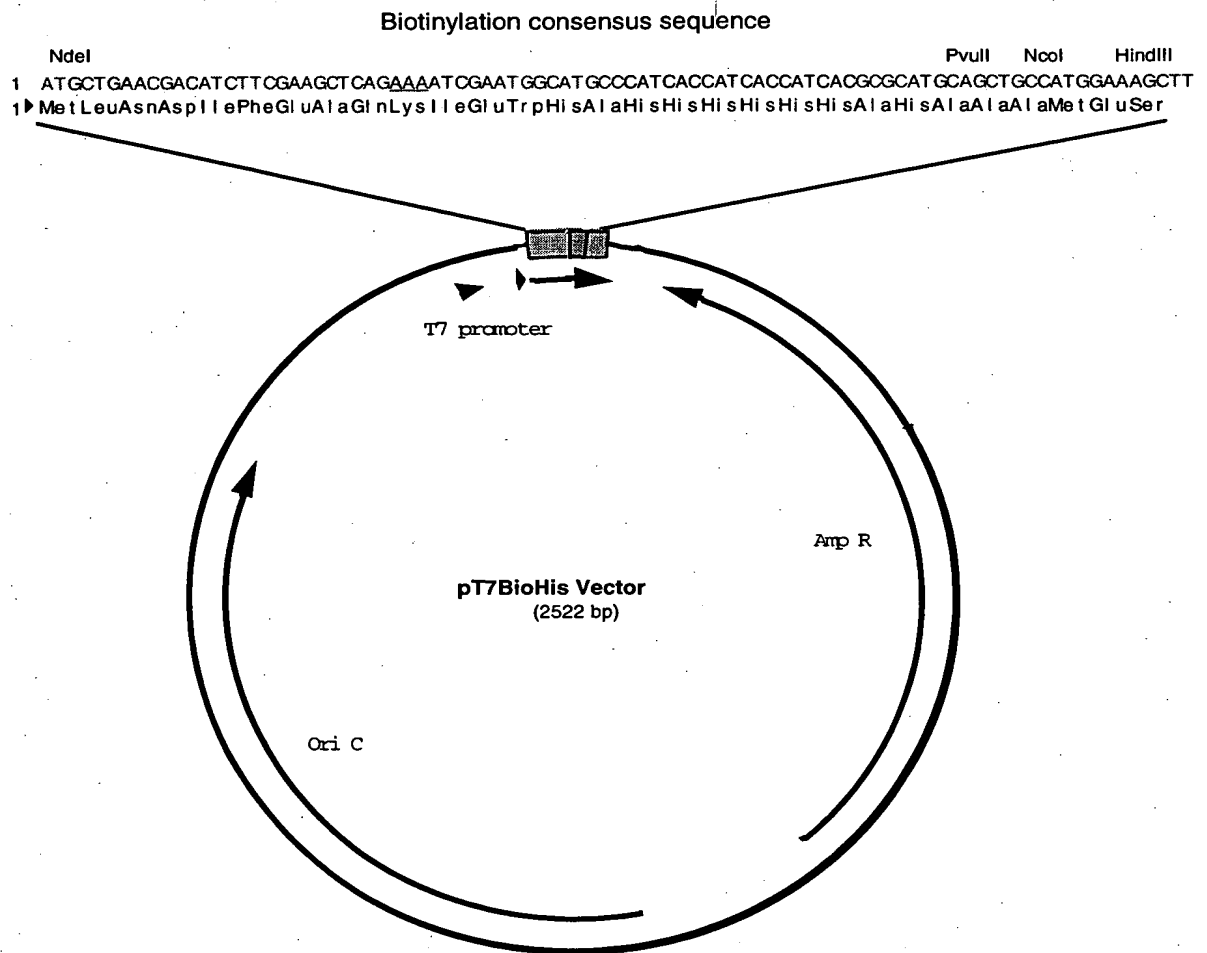 Biotinylation consensus sequence
NdeI PvuII NcoI HindIII
1 ATGCTGAACGACATCTTCGAAGCTCAGAAAATCGAATGGCATGCCCATCACCATCACCATCACGCGCATGCAGCTGCCATGGAAAGCTT
1 MetLeuAsnAspIlePheGluAlaGlnLysIleGluTrpHisAlaHisHisHisHisHisHisAlaHisAlaAlaAlaMetGluSer
T7 promoter
Amp R
pT7BioHis Vector
(2522 bp)
Ori C